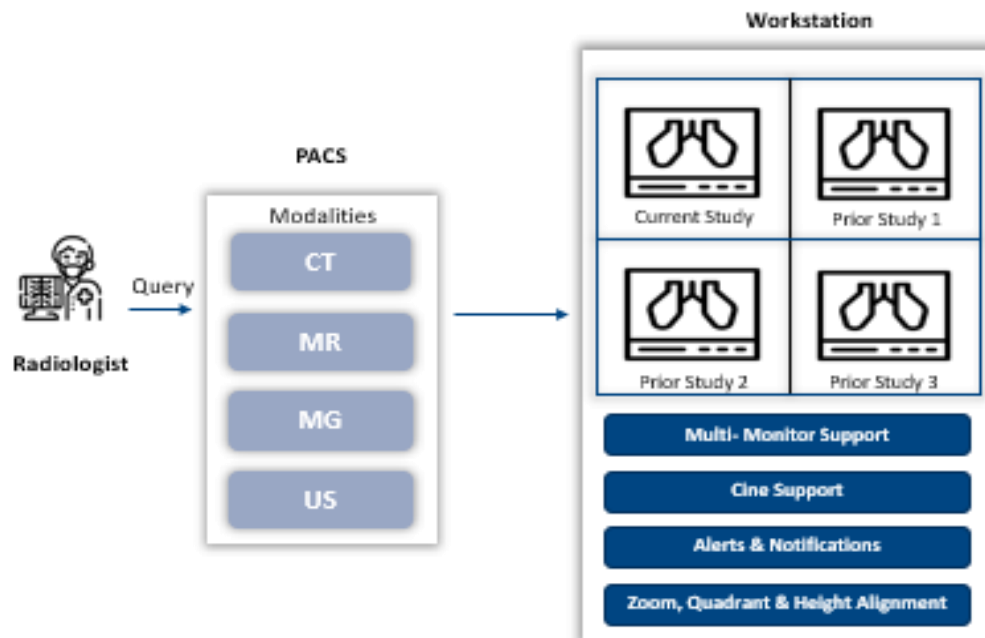 Workstation
PACS
Modalities
CT
MR
MG
US
Query
Radiologist
Current Study
Prior Study 1
Prior Study 2
Prior Study 3
Multi- Monitor Support
Cine Support
Alerts & Notifications
Zoom, Quadrant & Height Alignment